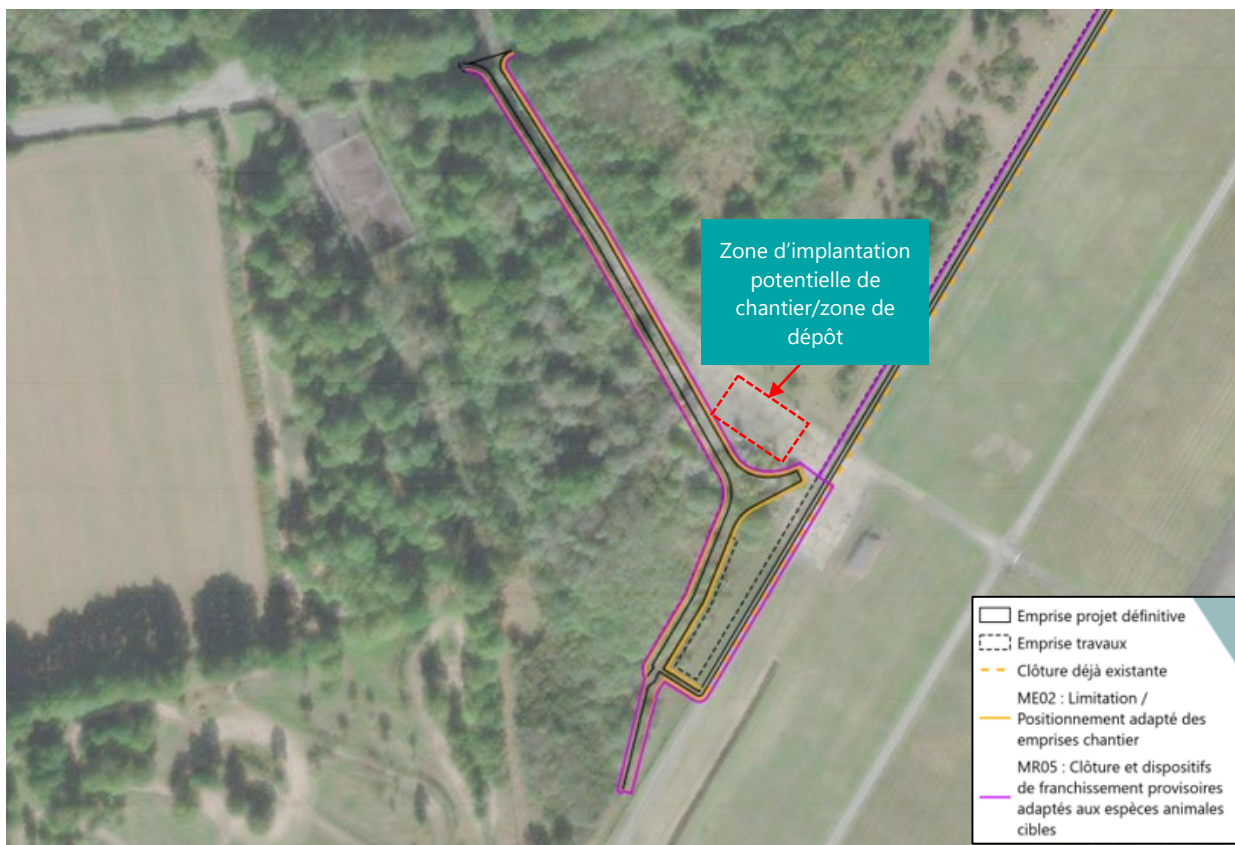 Zone d'implantation
potentielle de
chantier/zone de
dépôt
Emprise projet définitive
Emprise travaux
Clôture déjà existante
ME02 : Limitation /
Positionnement adapté des
emprises chantier
MR05 : Clôture et dispositifs
de franchissement provisoires
adaptés aux espèces animales
cibles